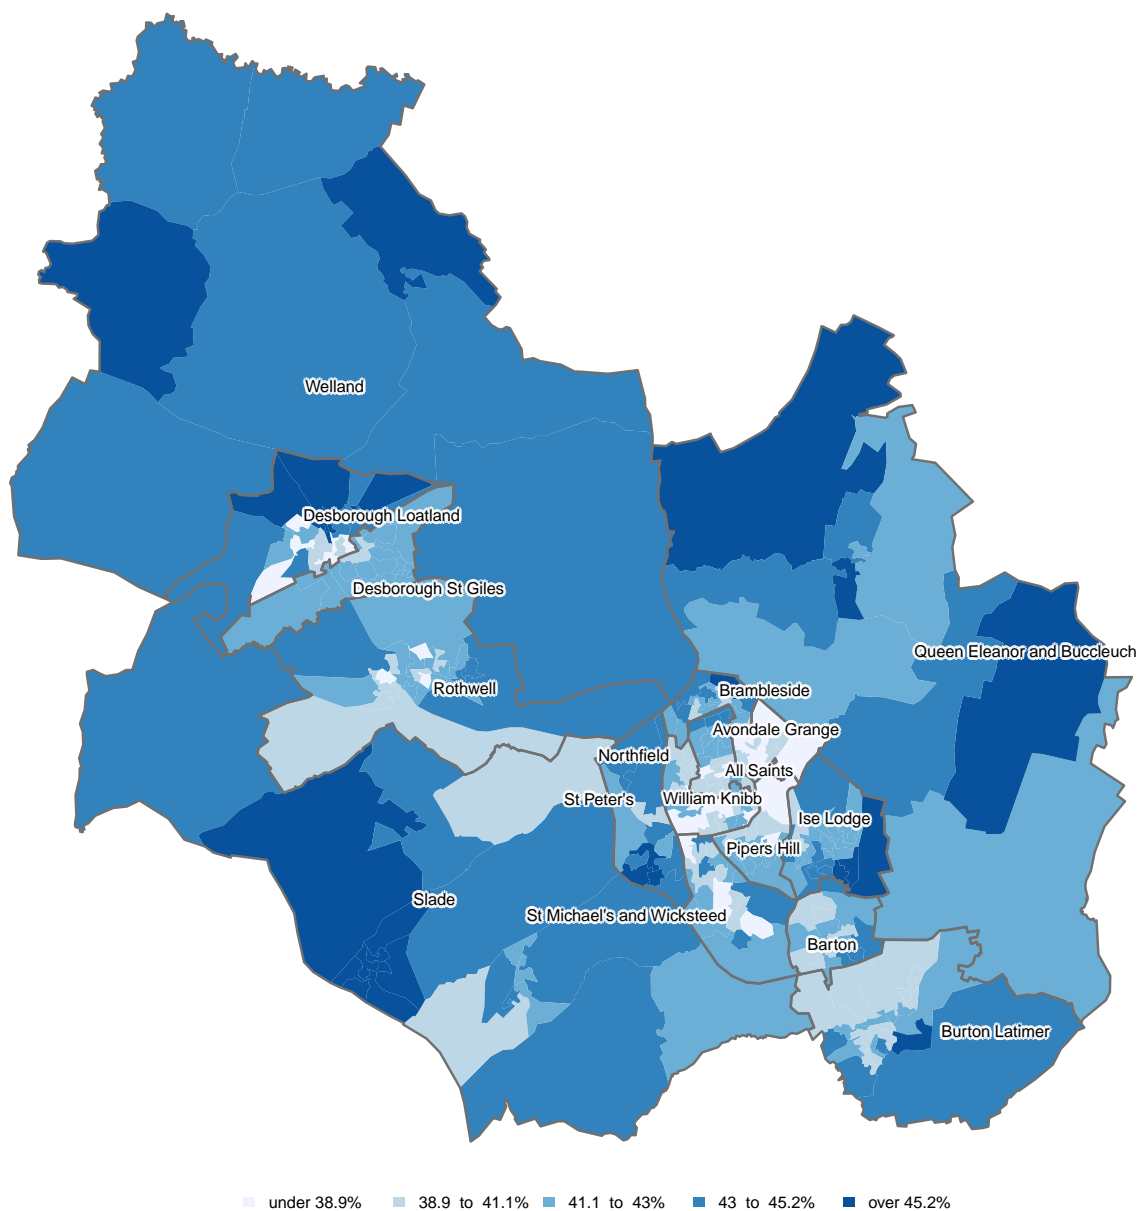 Welland
Desborough Loatland
Desborough St Giles
Queen Eleanor and Buccleuch
Rothwell
Brambleside
Avondale Grange
Northfield
All Saints
St Peter's
William Knibb
Ise Lodge
Pipers Hill
Slade
St Michael's and Wicksteed
Barton
Burton Latimer
under 38.9% 38.9 to 41.1% 41.1 to 43% 43 to 45.2% over 45.2%